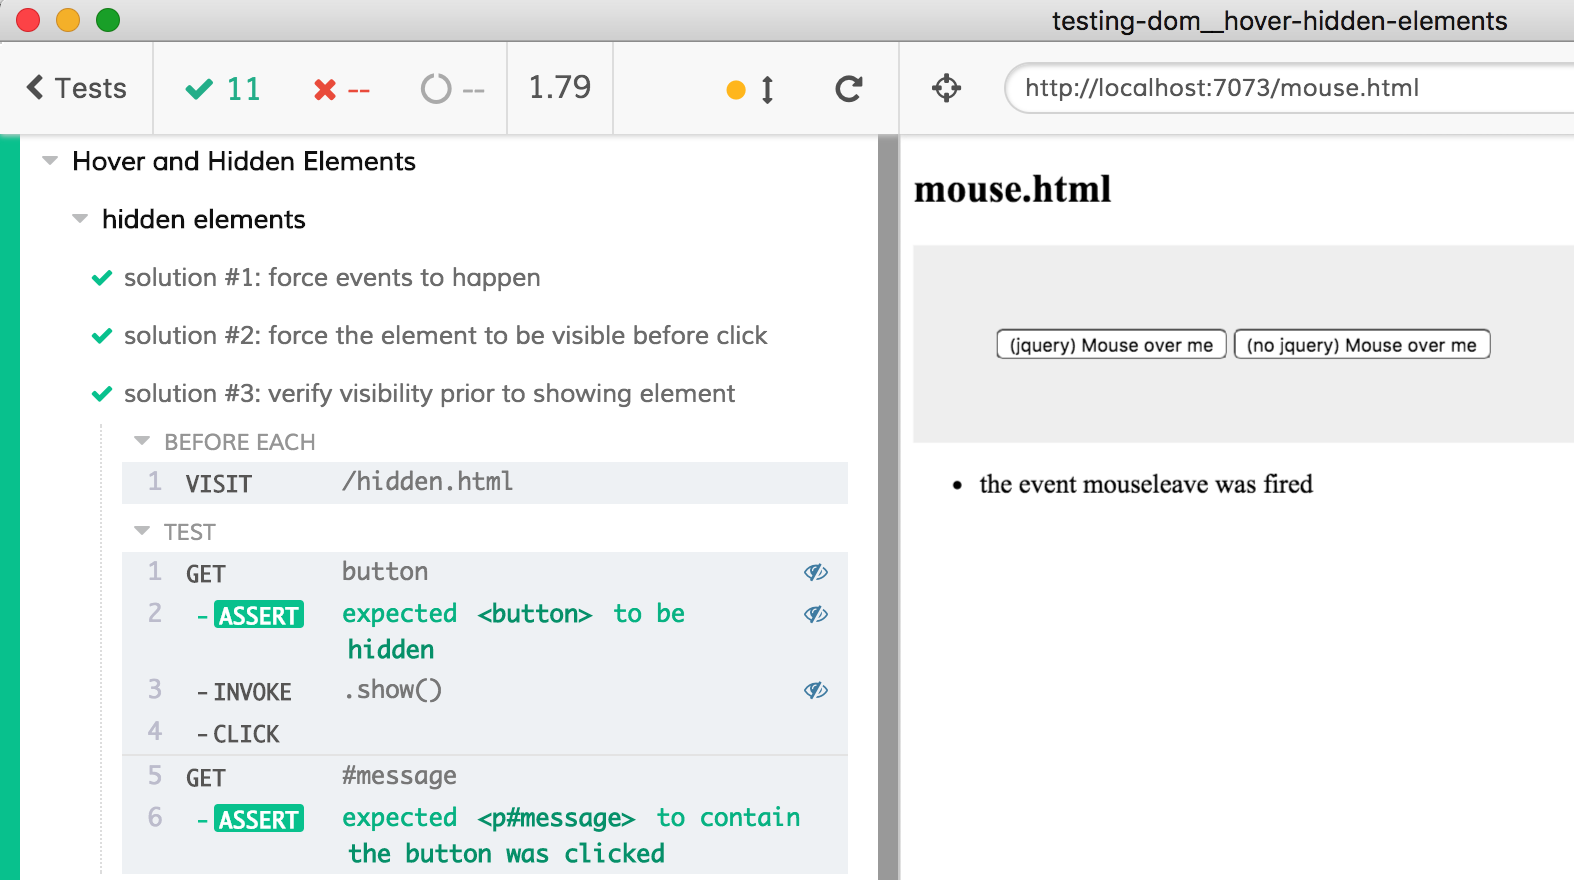 testing-dom__hover-hidden-elements
Tests 11 -- -- 1.79 http://localhost:7073/mouse.html
Hover and Hidden Elements
hidden elements
solution #1: force events to happen
solution #2: force the element to be visible before click
solution #3: verify visibility prior to showing element
BEFORE EACH
1 VISIT /hidden.html
TEST
1 GET button
2 -ASSERT expected <button> to be
hidden
3 -INVOKE .show()
4 -CLICK
5 GET #message
6 -ASSERT expected <p#message> to contain
the button was clicked
mouse.html
(jquery) Mouse over me (no jquery) Mouse over me
• the event mouseleave was fired